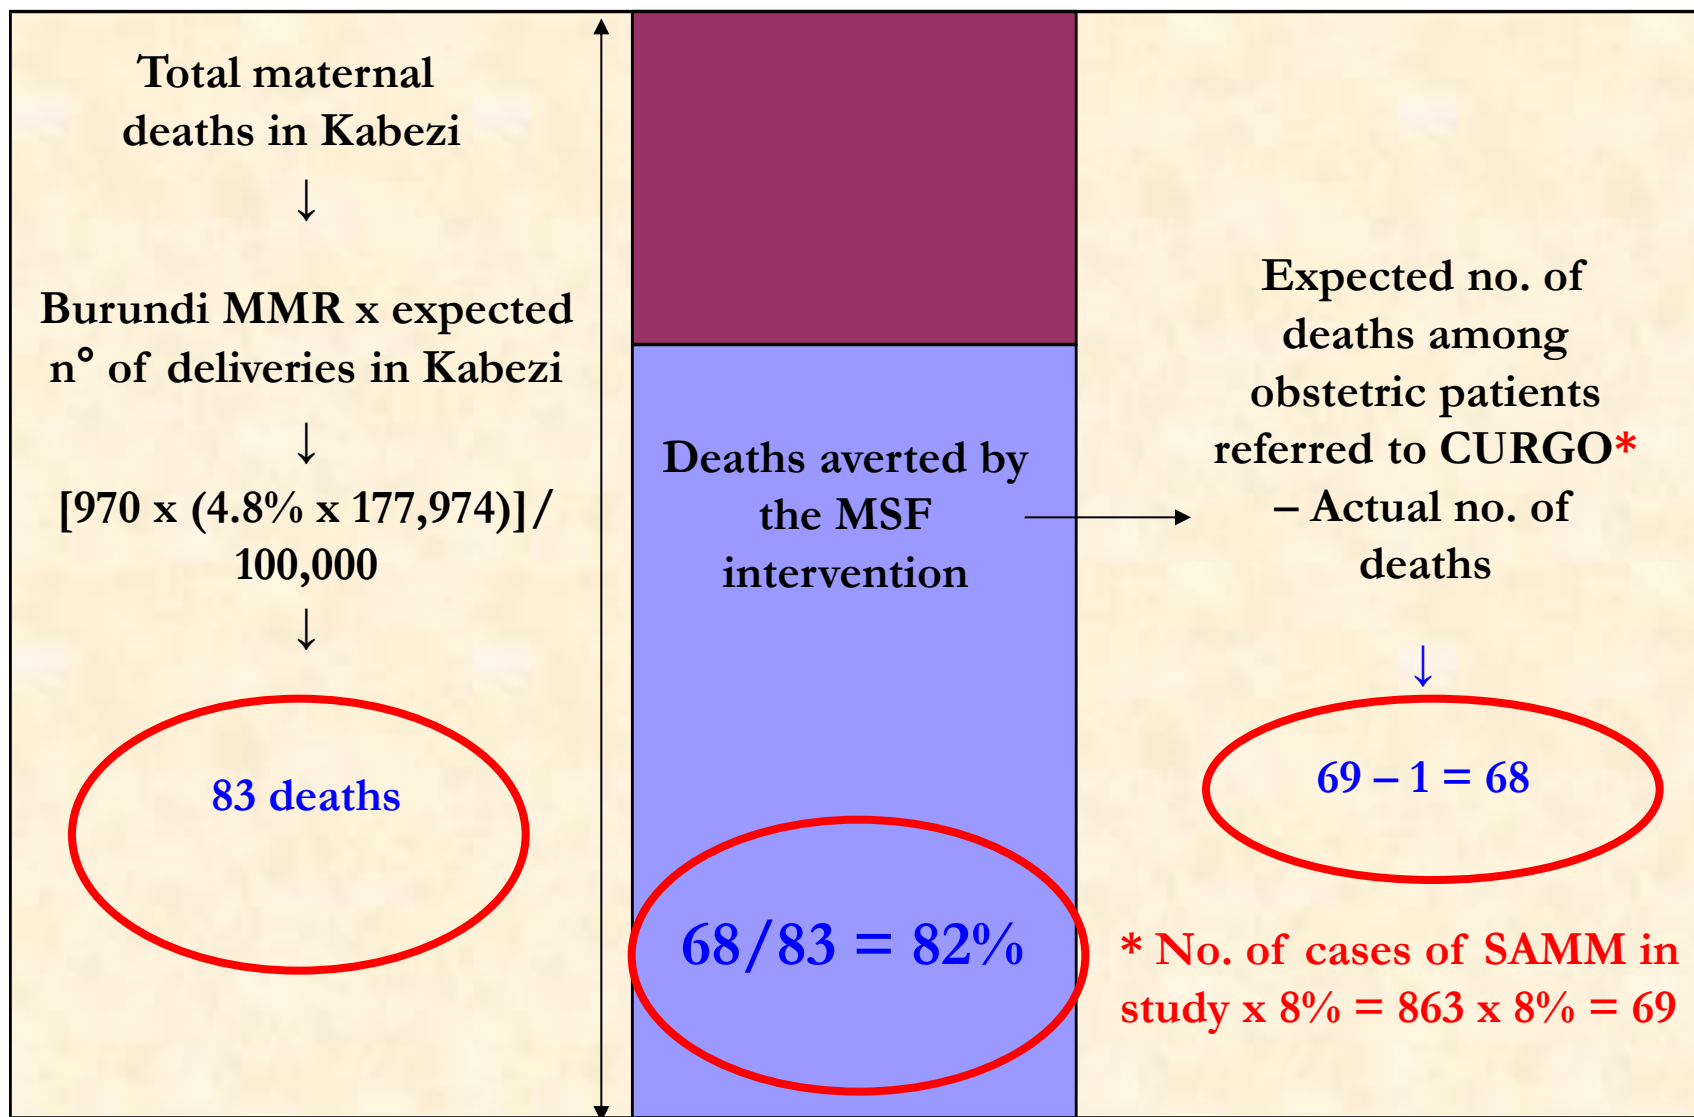 Total maternal
deaths in Kabezi
↓
Burundi MMR x expected
n° of deliveries in Kabezi
↓
[970 x (4.8% x 177,974)]/
100,000
↓
83 deaths
Deaths averted by
the MSF
intervention
68/83 = 82%
Expected no. of
deaths among
obstetric patients
referred to CURGO*
– Actual no. of
deaths
↓
69 – 1 = 68
* No. of cases of SAMM in
study x 8% = 863 x 8% = 69